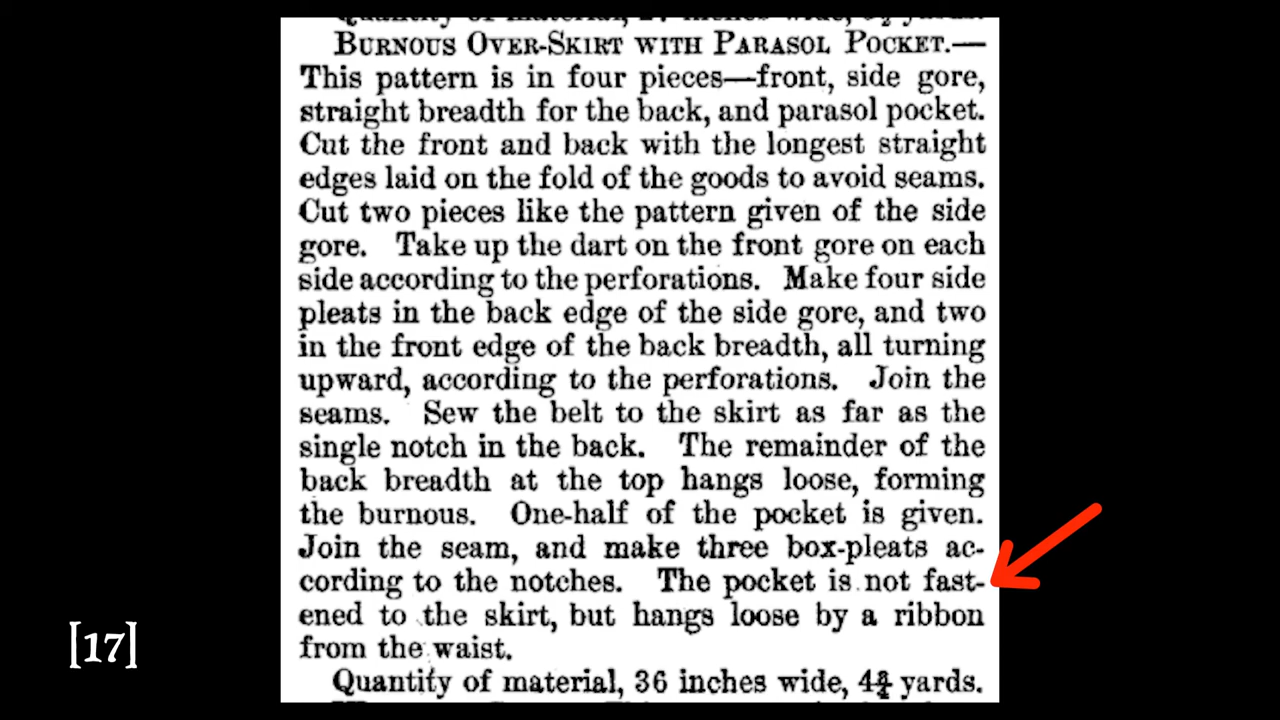 Quantity of material, 27 inches wide, 5½ yards.
BURNOUS OVER-SKIRT WITH PARASOL POCKET.—
This pattern is in four pieces—front, side gore,
straight breadth for the back, and parasol pocket.
Cut the front and back with the longest straight
edges laid on the fold of the goods to avoid seams.
Cut two pieces like the pattern given of the side
gore. Take up the dart on the front gore on each
side according to the perforations. Make four side
pleats in the back edge of the side gore, and two
in the front edge of the back breadth, all turning
upward, according to the perforations. Join the
seams. Sew the belt to the skirt as far as the
single notch in the back. The remainder of the
back breadth at the top hangs loose, forming
the burnous. One-half of the pocket is given.
Join the seam, and make three box-pleats ac-
cording to the notches. The pocket is not fast-
ened to the skirt, but hangs loose by a ribbon
from the waist.
Quantity of material, 36 inches wide, 4¾ yards.
[17]